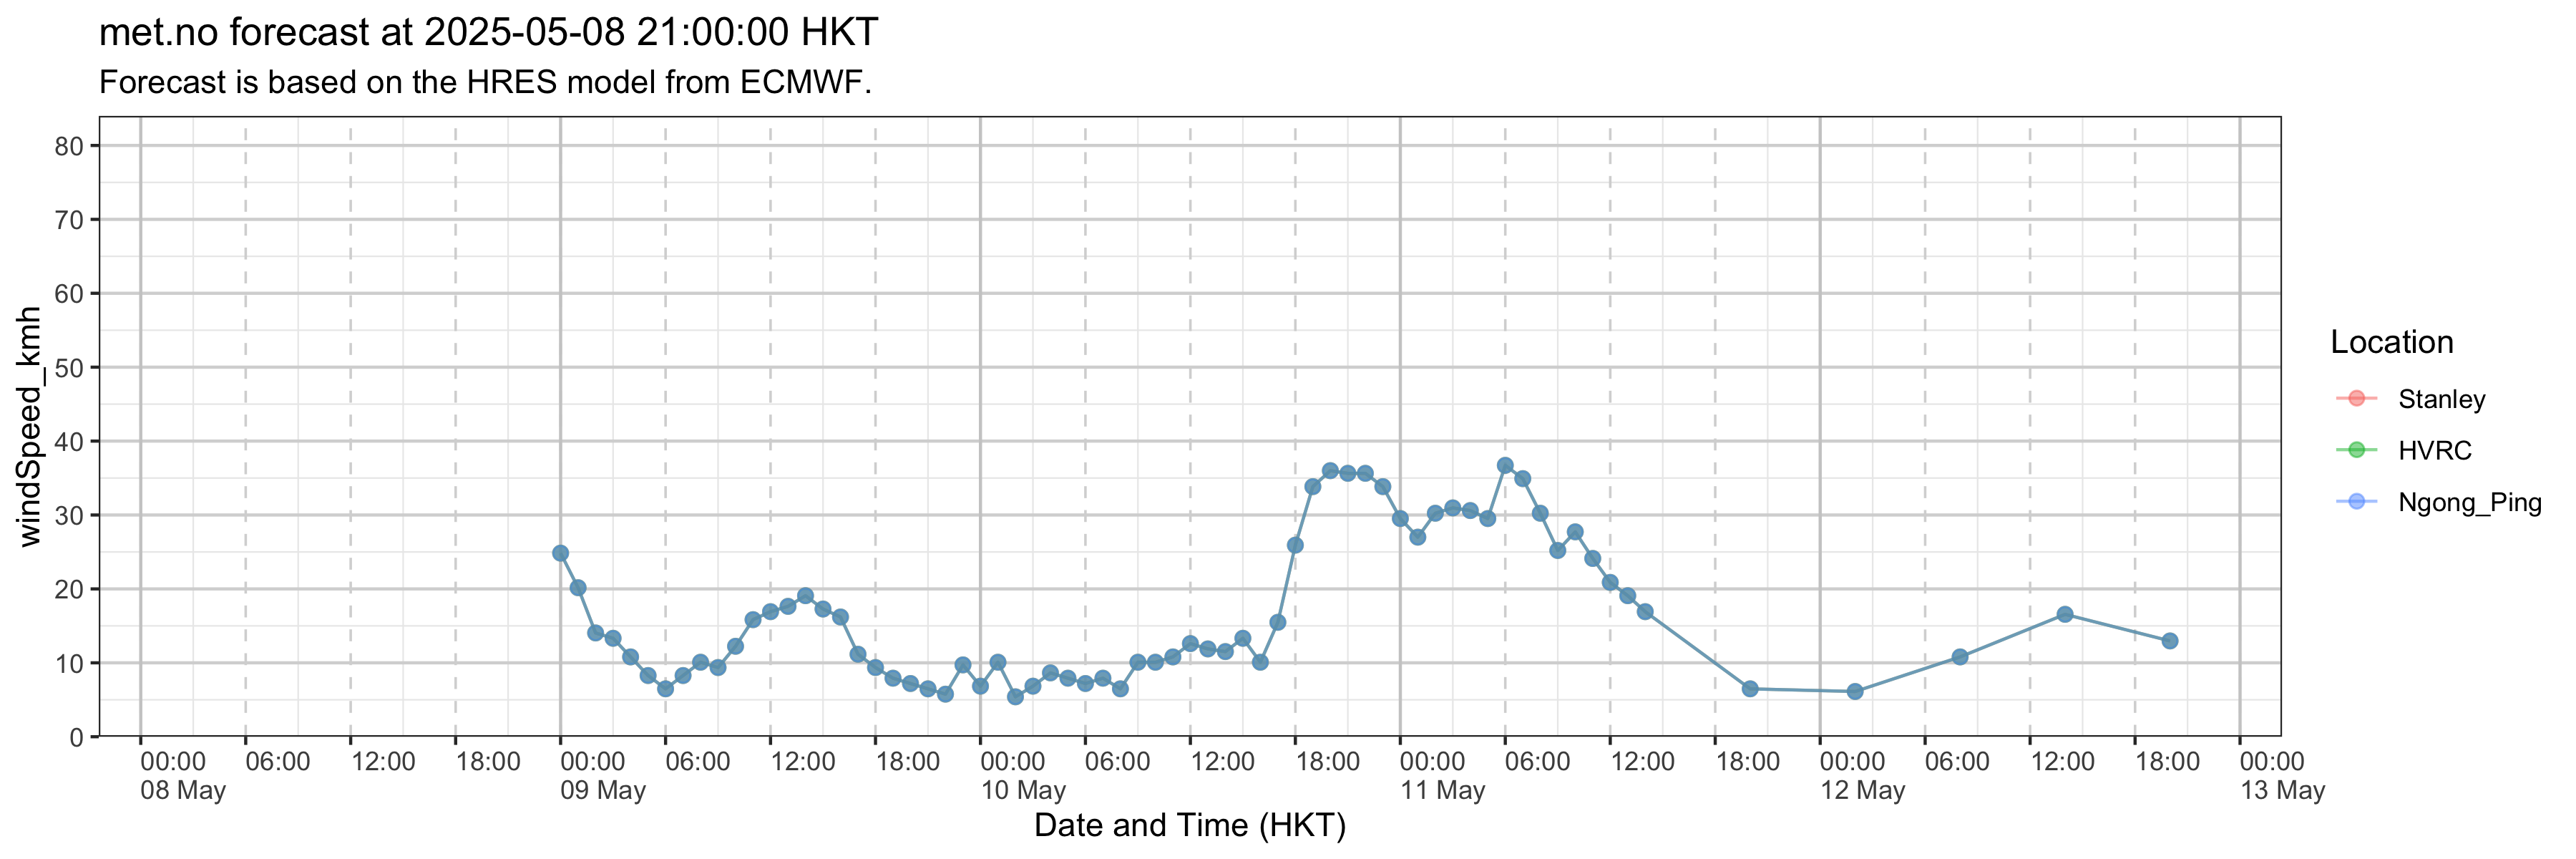 met.no forecast at 2025-05-08 21:00:00 HKT
Forecast is based on the HRES model from ECMWF.
80
70
60
50
40
30
20
10
0
windSpeed_kmh
00:00 06:00 12:00 18:00 00:00 06:00 12:00 18:00 00:00 06:00 12:00 18:00 00:00 06:00 12:00 18:00 00:00 06:00 12:00 18:00 00:00
08 May 09 May 10 May 11 May 12 May 13 May
Date and Time (HKT)
Location
Stanley
HVRC
Ngong_Ping